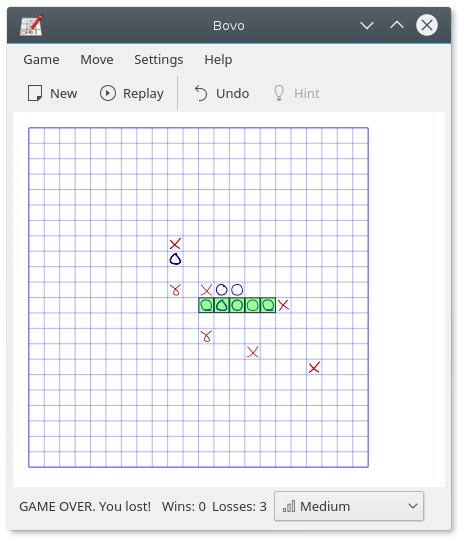 Bovo
Game Move Settings Help
New Replay Undo Hint
GAME OVER. You lost! Wins: 0 Losses: 3 Medium